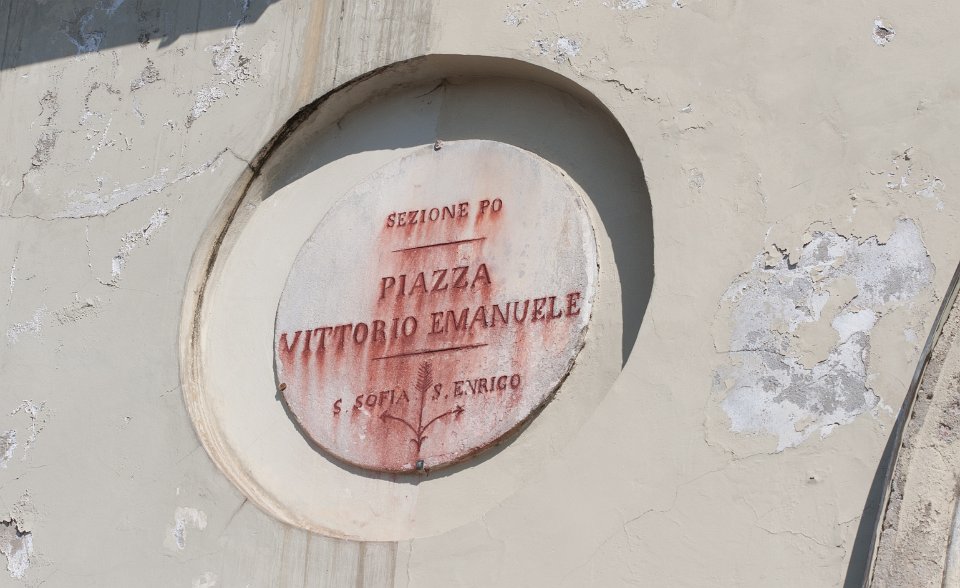 SEZIONE PO
PIAZZA
VITTORIO EMANUELE
S. SOFIA S. ENRICO